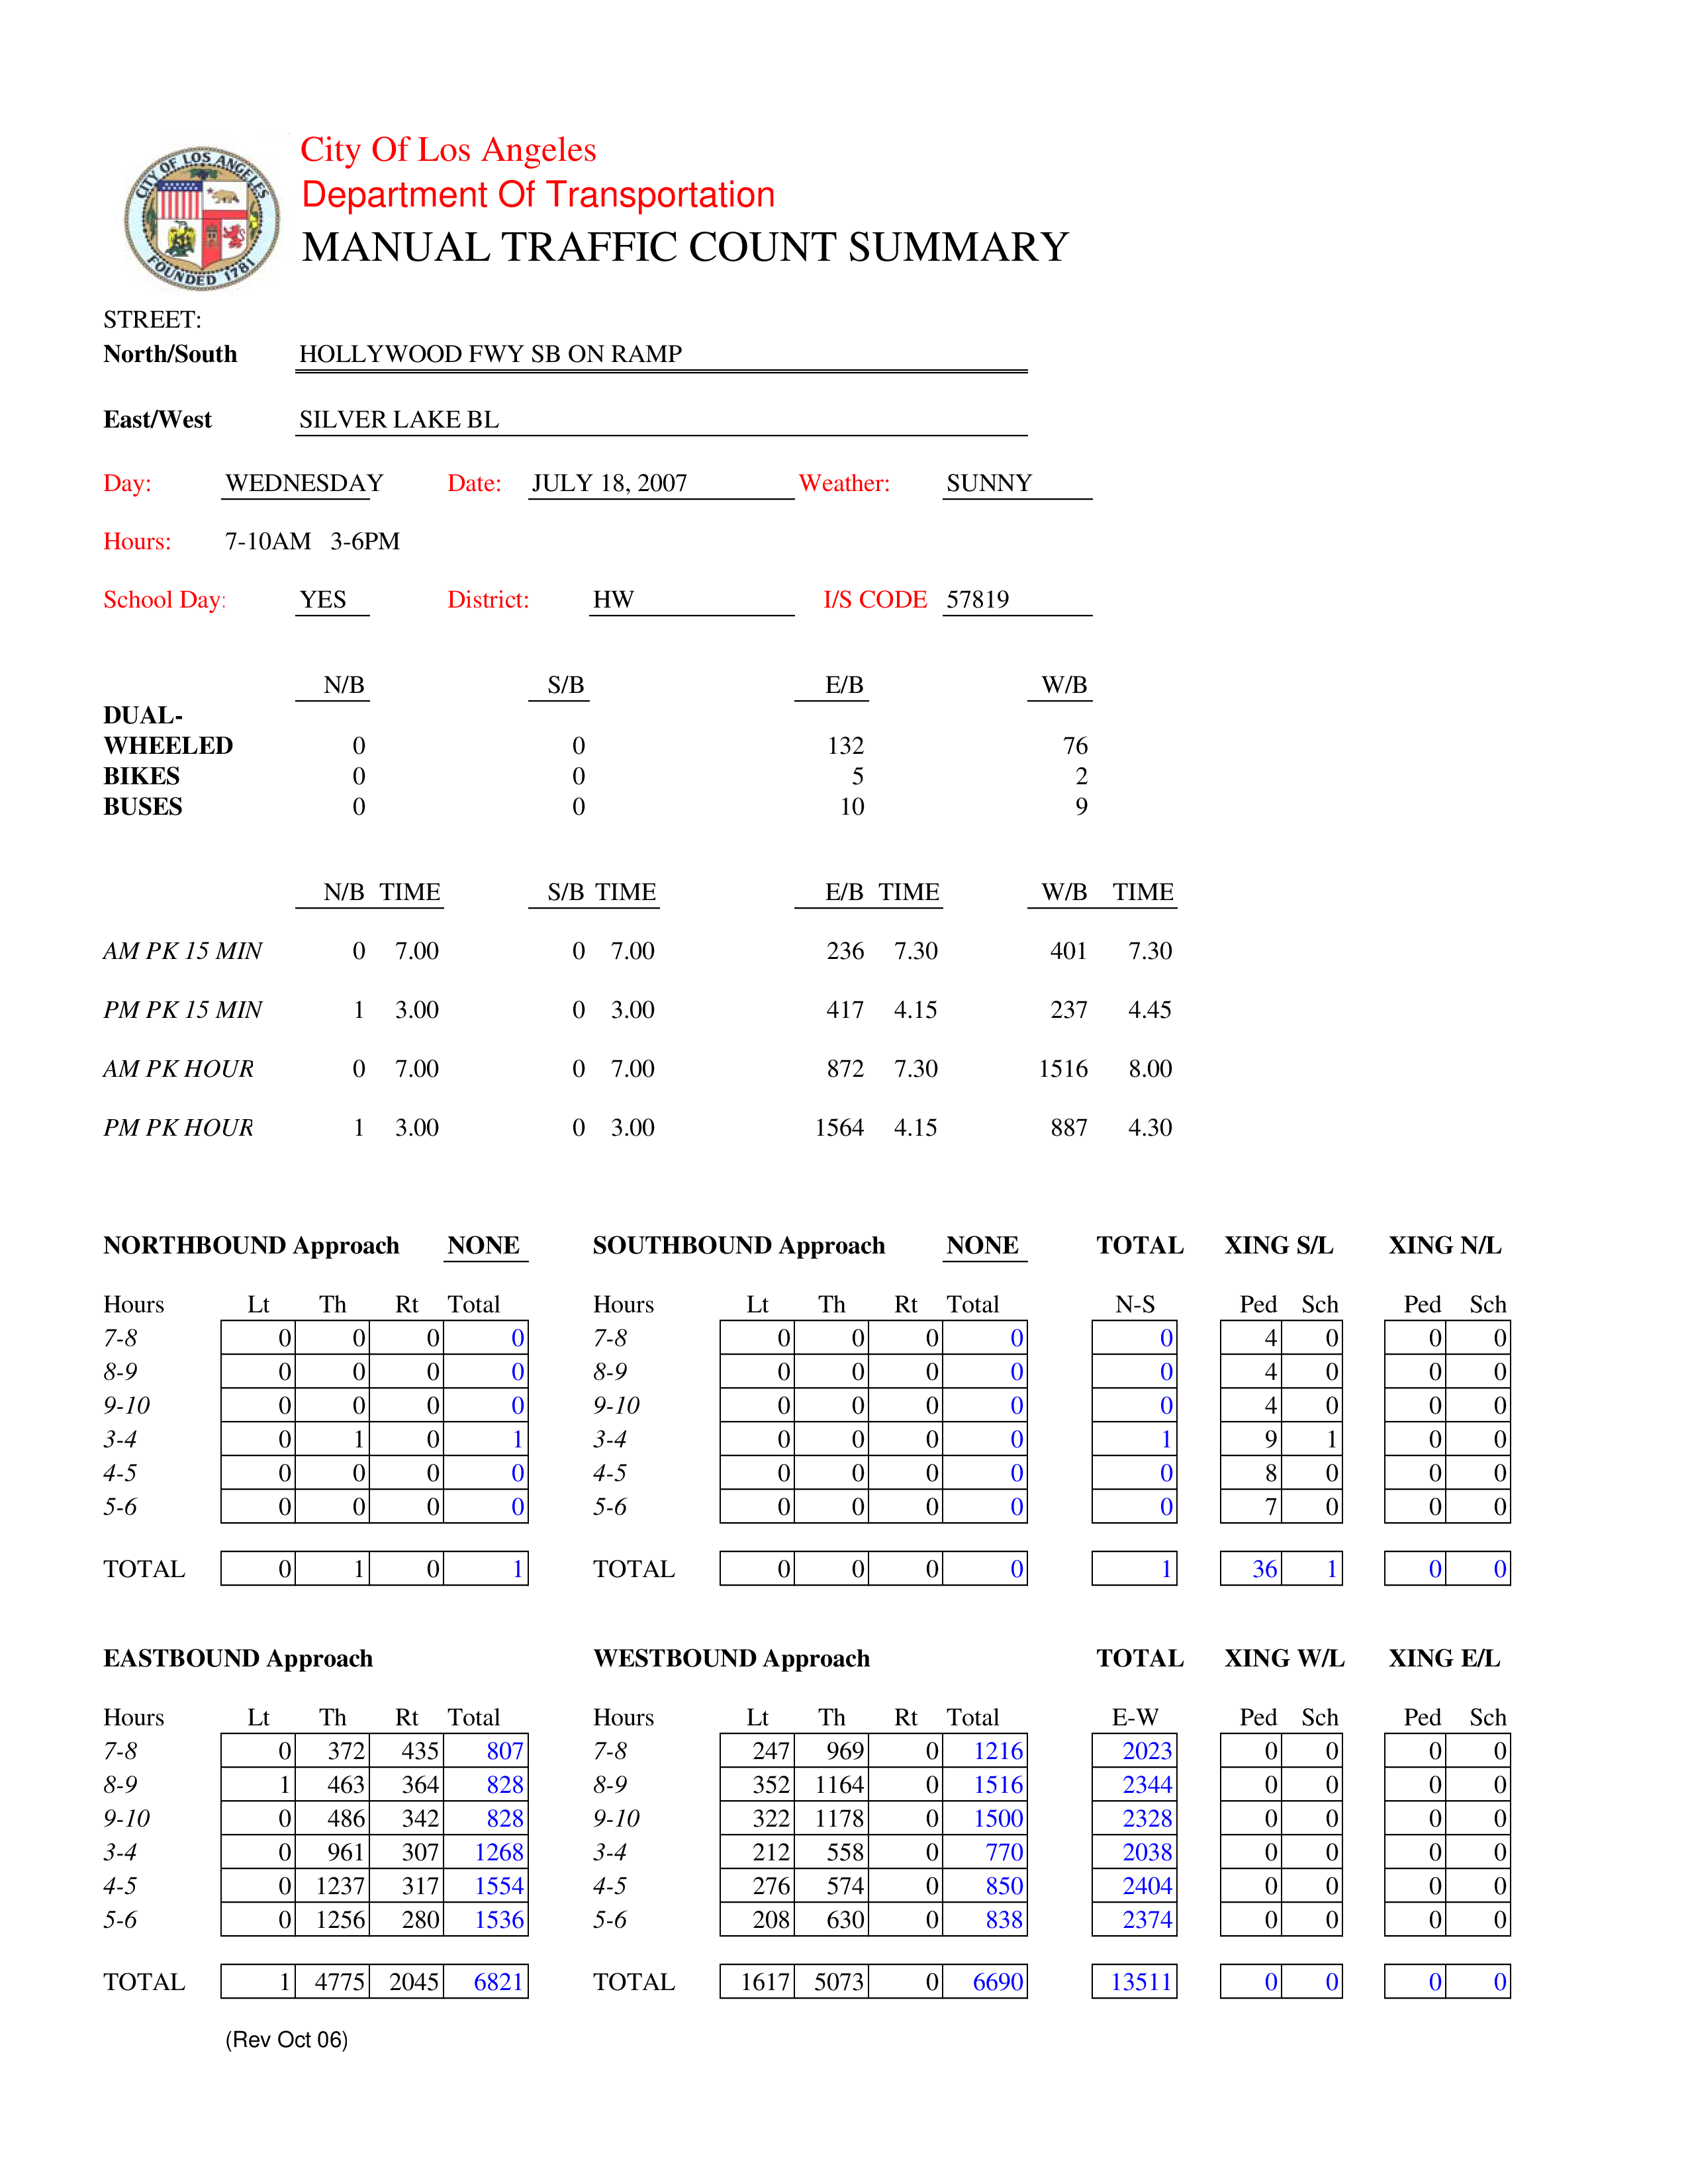 CITY OF LOS ANGELES
FOUNDED 1781
City Of Los Angeles
Department Of Transportation
MANUAL TRAFFIC COUNT SUMMARY
STREET:
North/South HOLLYWOOD FWY SB ON RAMP
East/West SILVER LAKE BL
Day: WEDNESDAY Date: JULY 18, 2007 Weather: SUNNY
Hours: 7-10AM 3-6PM
School Day: YES District: HW I/S CODE 57819
N/B S/B E/B W/B
DUAL-
WHEELED 0 0 132 76
BIKES 0 0 5 2
BUSES 0 0 10 9
N/B TIME S/B TIME E/B TIME W/B TIME
AM PK 15 MIN 0 7.00 0 7.00 236 7.30 401 7.30
PM PK 15 MIN 1 3.00 0 3.00 417 4.15 237 4.45
AM PK HOUR 0 7.00 0 7.00 872 7.30 1516 8.00
PM PK HOUR 1 3.00 0 3.00 1564 4.15 887 4.30
NORTHBOUND Approach NONE SOUTHBOUND Approach NONE TOTAL XING S/L XING N/L
Hours Lt Th Rt Total Hours Lt Th Rt Total N-S Ped Sch Ped Sch
7-8 0 0 0 0 7-8 0 0 0 0 0 4 0 0 0
8-9 0 0 0 0 8-9 0 0 0 0 0 4 0 0 0
9-10 0 0 0 0 9-10 0 0 0 0 0 4 0 0 0
3-4 0 1 0 1 3-4 0 0 0 0 1 9 1 0 0
4-5 0 0 0 0 4-5 0 0 0 0 0 8 0 0 0
5-6 0 0 0 0 5-6 0 0 0 0 0 7 0 0 0
TOTAL 0 1 0 1 TOTAL 0 0 0 0 1 36 1 0 0
EASTBOUND Approach WESTBOUND Approach TOTAL XING W/L XING E/L
Hours Lt Th Rt Total Hours Lt Th Rt Total E-W Ped Sch Ped Sch
7-8 0 372 435 807 7-8 247 969 0 1216 2023 0 0 0 0
8-9 1 463 364 828 8-9 352 1164 0 1516 2344 0 0 0 0
9-10 0 486 342 828 9-10 322 1178 0 1500 2328 0 0 0 0
3-4 0 961 307 1268 3-4 212 558 0 770 2038 0 0 0 0
4-5 0 1237 317 1554 4-5 276 574 0 850 2404 0 0 0 0
5-6 0 1256 280 1536 5-6 208 630 0 838 2374 0 0 0 0
TOTAL 1 4775 2045 6821 TOTAL 1617 5073 0 6690 13511 0 0 0 0
(Rev Oct 06)